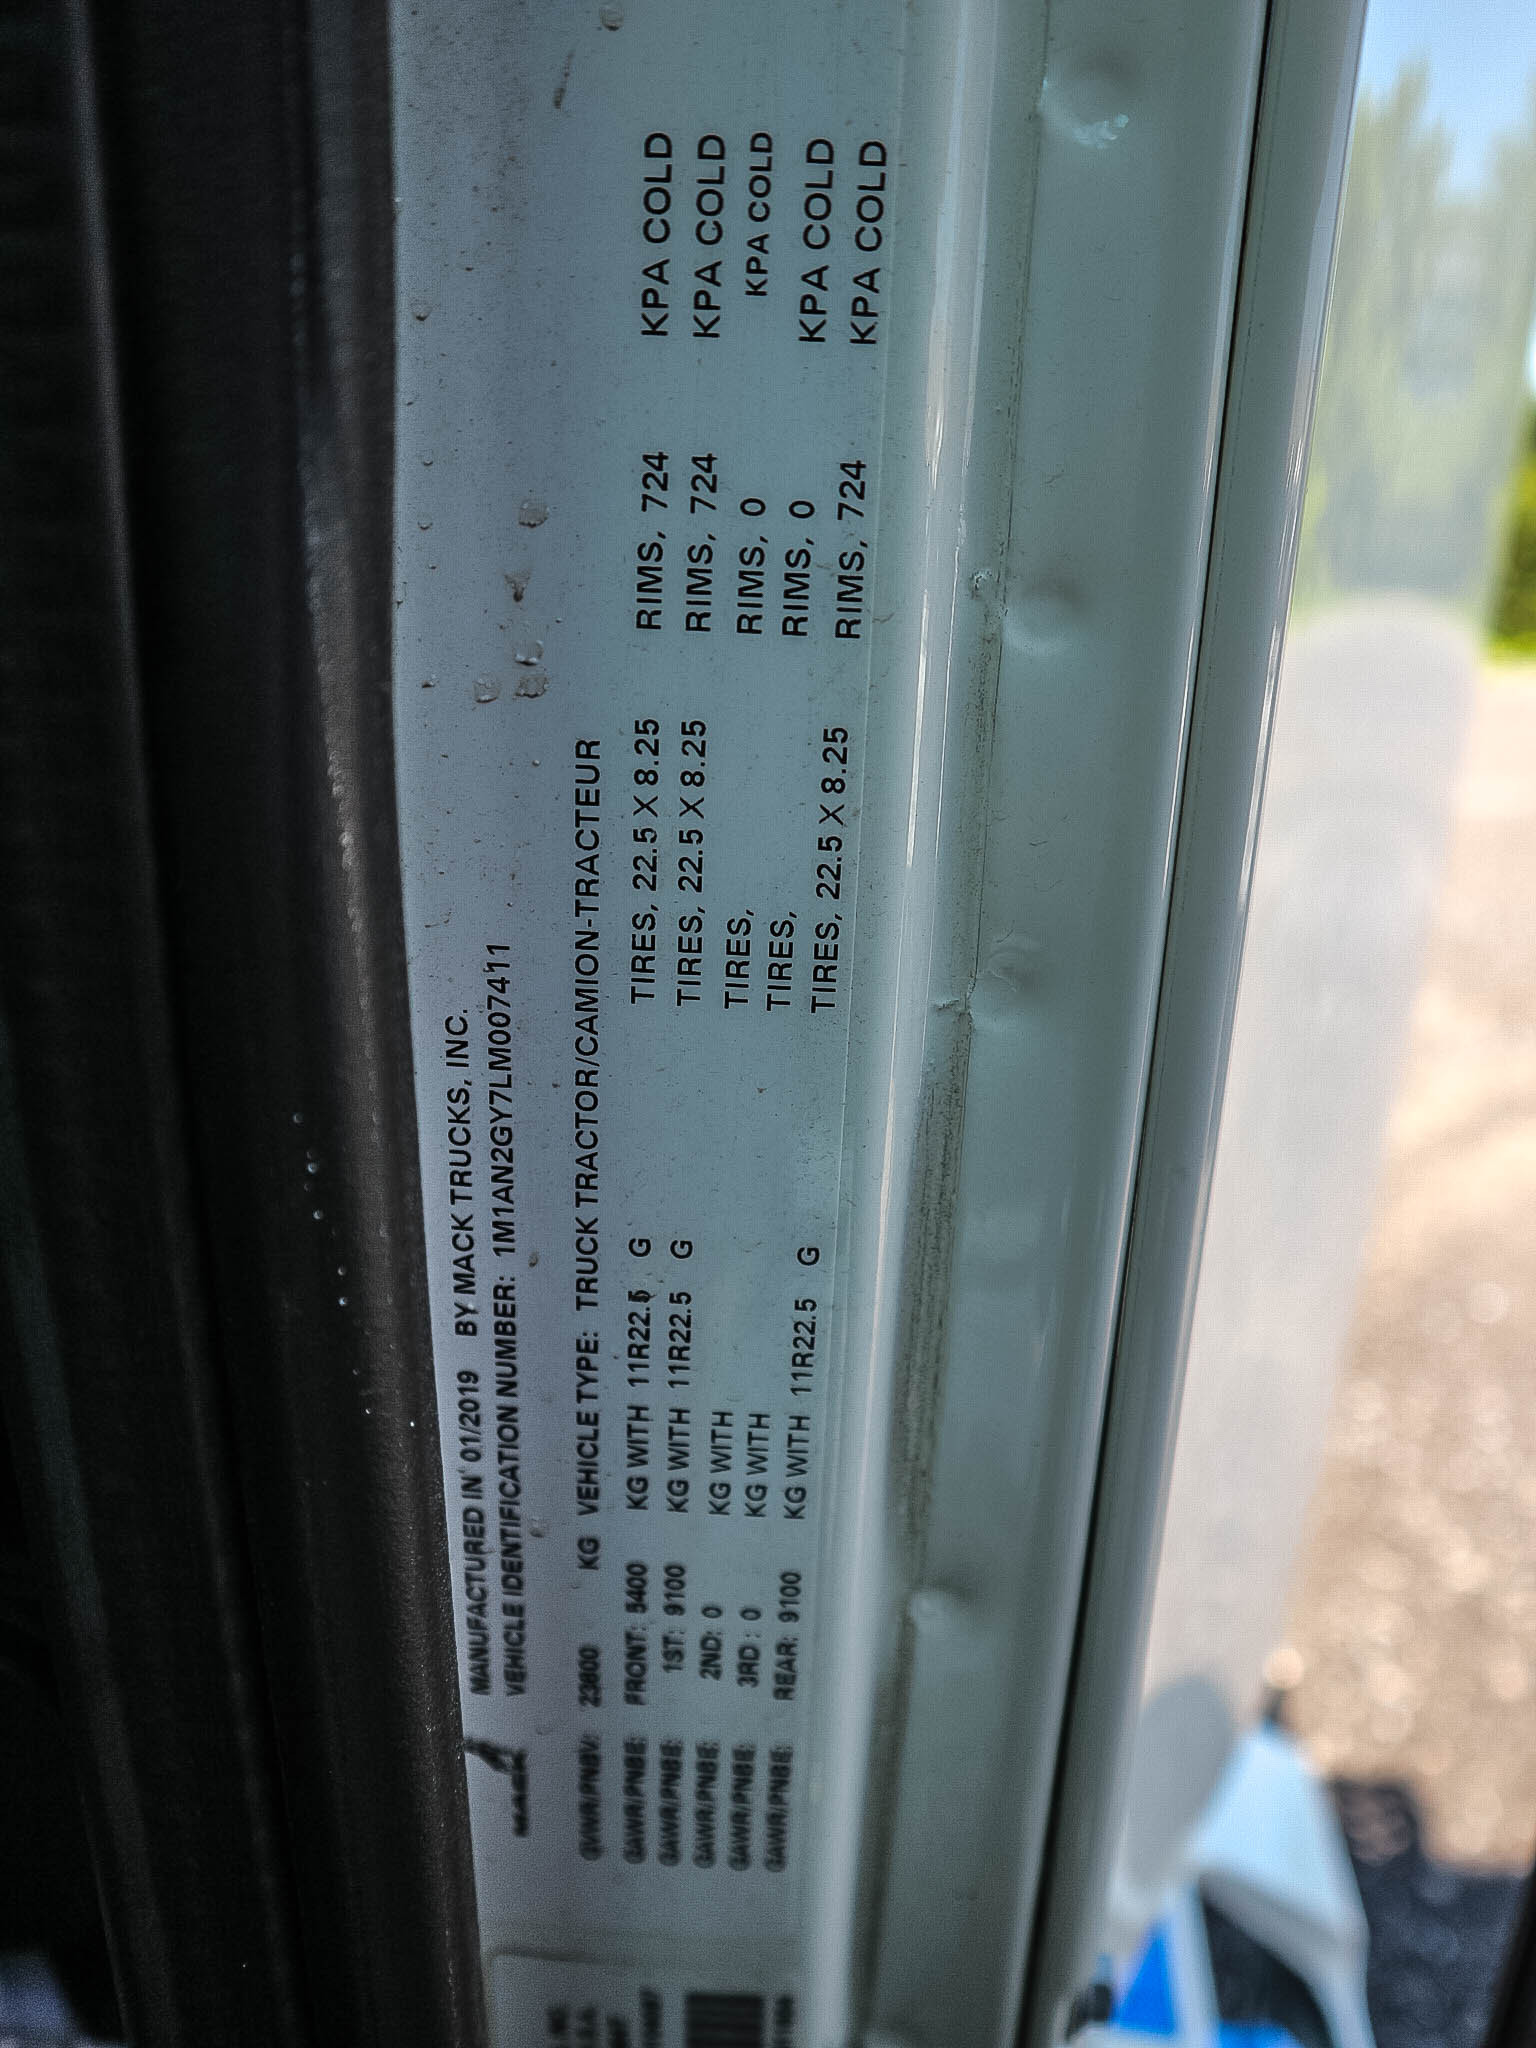 MACK
MANUFACTURED IN 01/2019 BY MACK TRUCKS, INC.
VEHICLE IDENTIFICATION NUMBER: 1M1AN2GY7LM007411
GVWR/PNBV: 23600 KG VEHICLE TYPE: TRUCK TRACTOR/CAMION-TRACTEUR
GAWR/PNBE: FRONT: 5400 KG WITH 11R22.5 G TIRES, 22.5 X 8.25 RIMS, 724 KPA COLD
GAWR/PNBE: 1ST: 9100 KG WITH 11R22.5 G TIRES, 22.5 X 8.25 RIMS, 724 KPA COLD
GAWR/PNBE: 2ND: 0 KG WITH TIRES, RIMS, 0 KPA COLD
GAWR/PNBE: 3RD : 0 KG WITH TIRES, RIMS, 0 KPA COLD
GAWR/PNBE: REAR: 9100 KG WITH 11R22.5 G TIRES, 22.5 X 8.25 RIMS, 724 KPA COLD